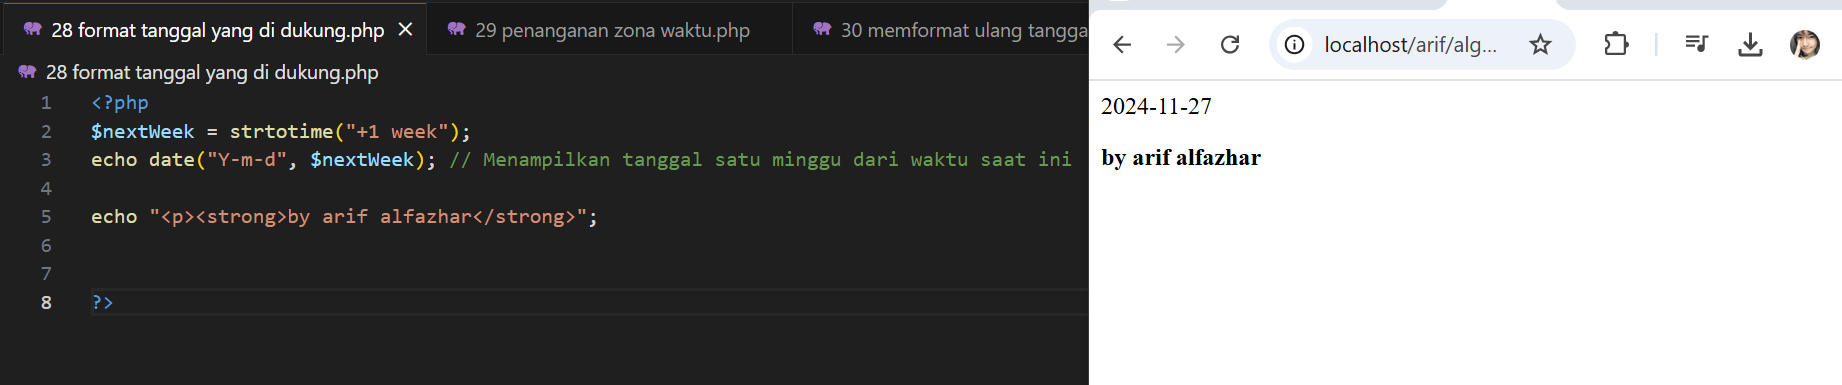 28 format tanggal yang di dukung.php
29 penanganan zona waktu.php
30 memformat ulang tangga
localhost/arif/alg...
28 format tanggal yang di dukung.php
1 <?php
2 $nextWeek = strtotime("+1 week");
3 echo date("Y-m-d", $nextWeek); // Menampilkan tanggal satu minggu dari waktu saat ini
4
5 echo "<p><strong>by arif alfazhar</strong>";
6
7
8 ?>
2024-11-27
by arif alfazhar